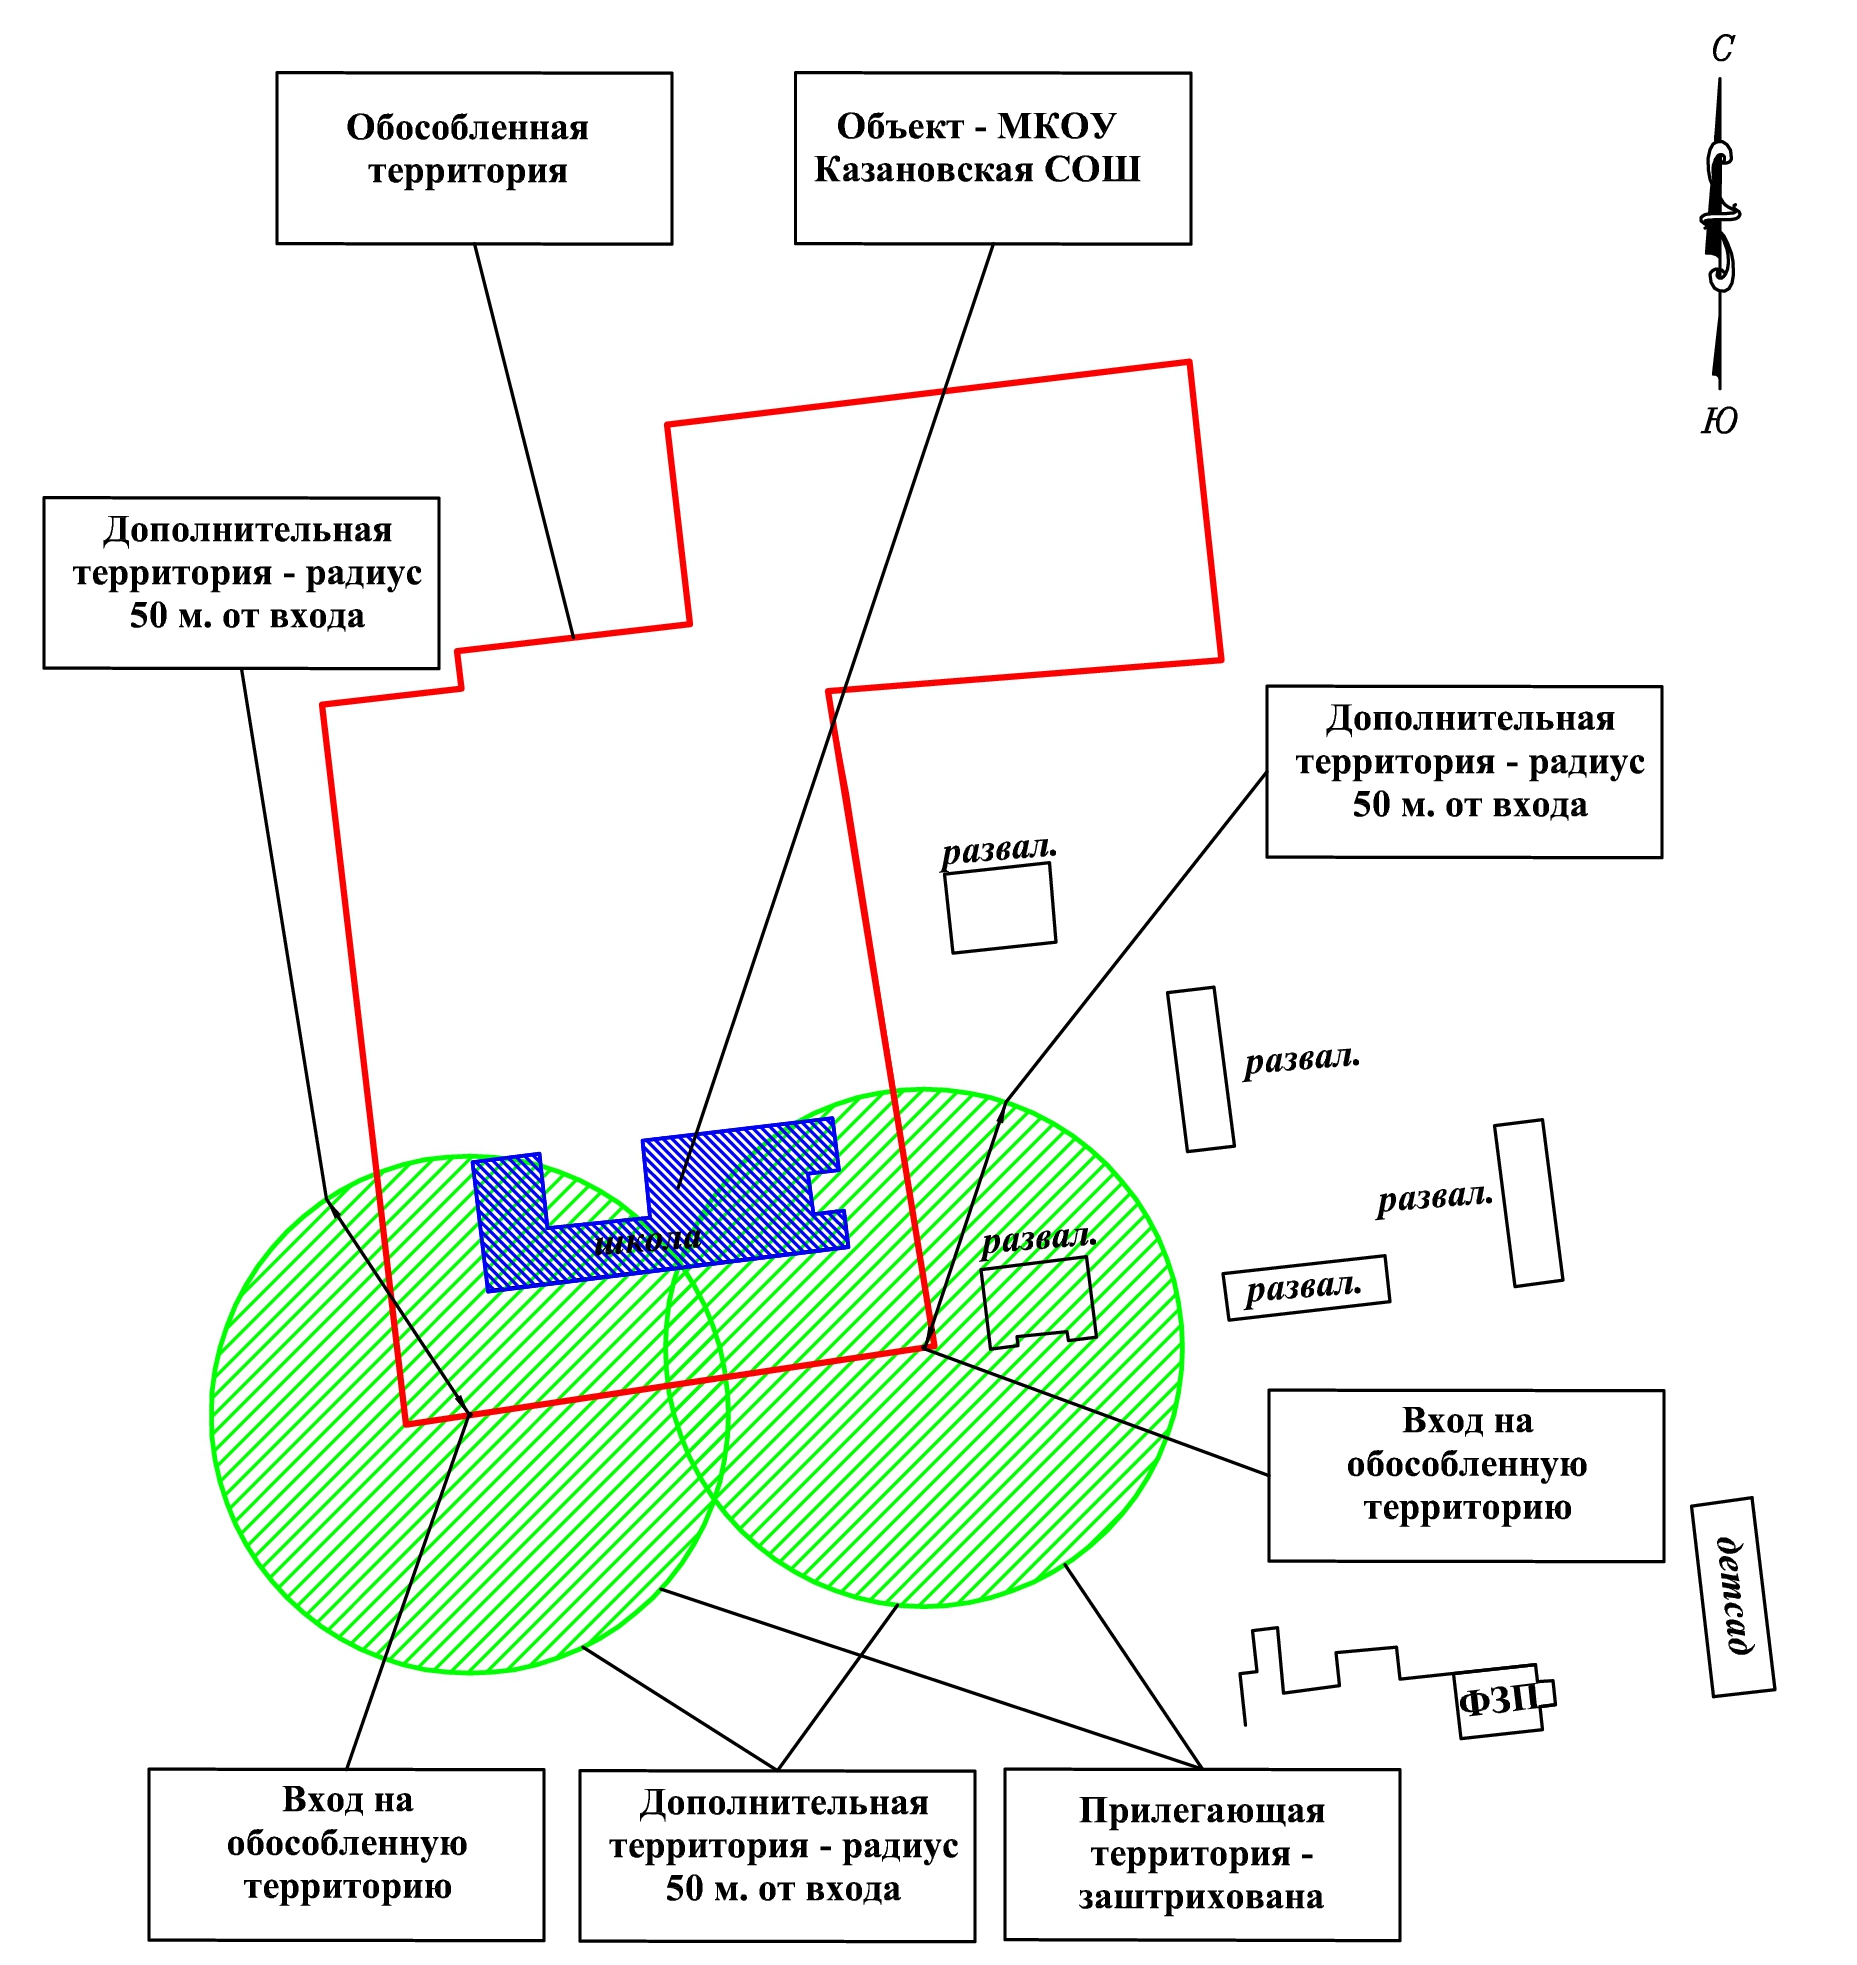 С
Обособленная
территория
Объект - МКОУ
Казановская СОШ
Ю
Дополнительная
территория - радиус
50 м. от входа
Дополнительная
территория - радиус
50 м. от входа
развал.
развал.
развал.
развал.
школа
развал.
Вход на
обособленную
территорию
детсад
ФЗП
Вход на
обособленную
территорию
Дополнительная
территория - радиус
50 м. от входа
Прилегающая
территория -
заштрихована